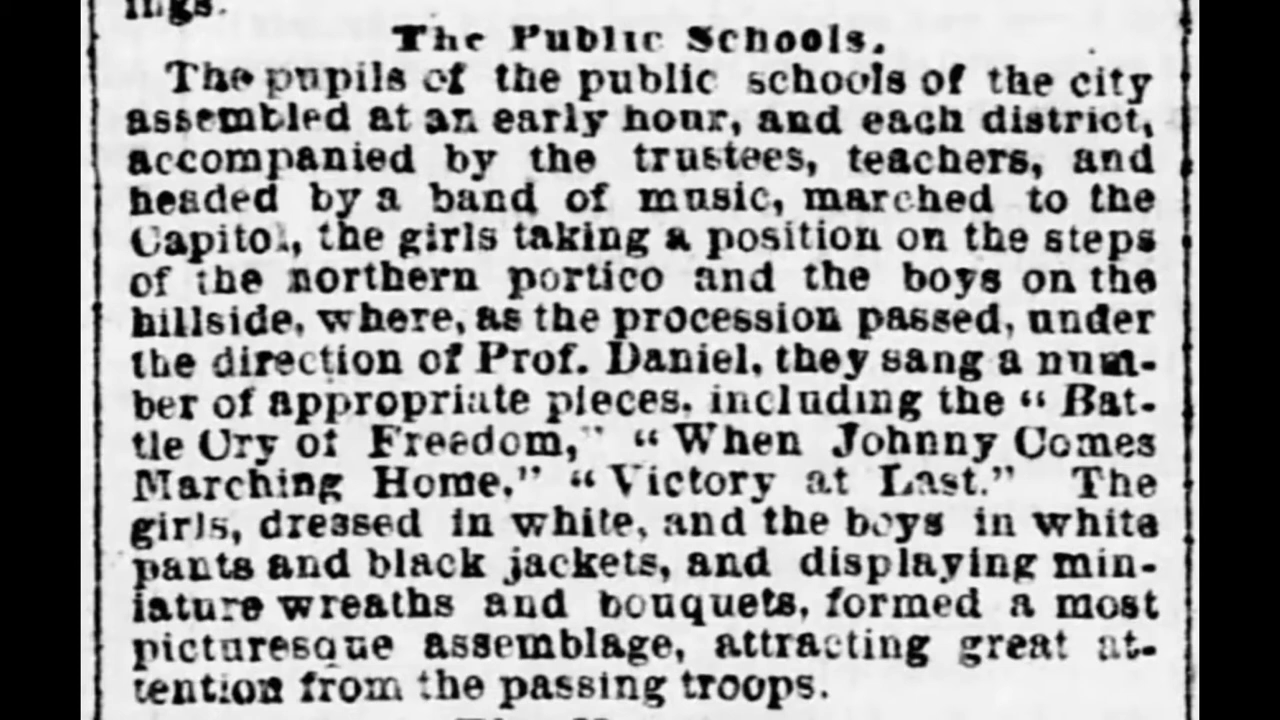 ings.
The Public Schools.
The pupils of the public schools of the city
assembled at an early hour, and each district,
accompanied by the trustees, teachers, and
headed by a band of music, marched to the
Capitol, the girls taking a position on the steps
of the northern portico and the boys on the
hillside, where, as the procession passed, under
the direction of Prof. Daniel, they sang a num-
ber of appropriate pieces, including the “ Bat-
tle Cry of Freedom,” “ When Johnny Comes
Marching Home,” “ Victory at Last.” The
girls, dressed in white, and the boys in white
pants and black jackets, and displaying min-
iature wreaths and bouquets, formed a most
picturesque assemblage, attracting great at-
tention from the passing troops.